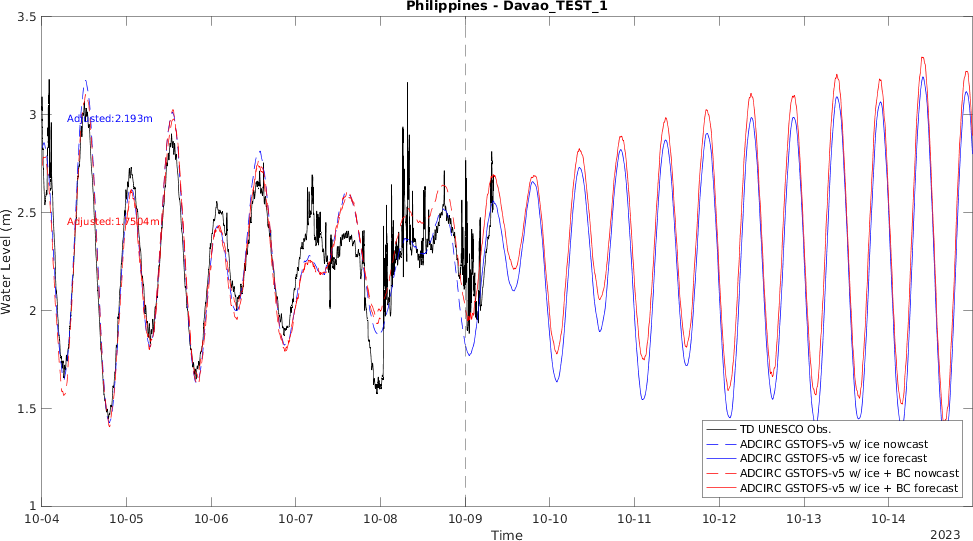 Philippines - Davao_TEST_1
3.5
3
2.5
2
1.5
1
Water Level (m)
Adjusted:2.193m
Adjusted:1.7504m
TD UNESCO Obs.
ADCIRC GSTOFS-v5 w/ ice nowcast
ADCIRC GSTOFS-v5 w/ ice forecast
ADCIRC GSTOFS-v5 w/ ice + BC nowcast
ADCIRC GSTOFS-v5 w/ ice + BC forecast
10-04 10-05 10-06 10-07 10-08 10-09 10-10 10-11 10-12 10-13 10-14
Time
2023